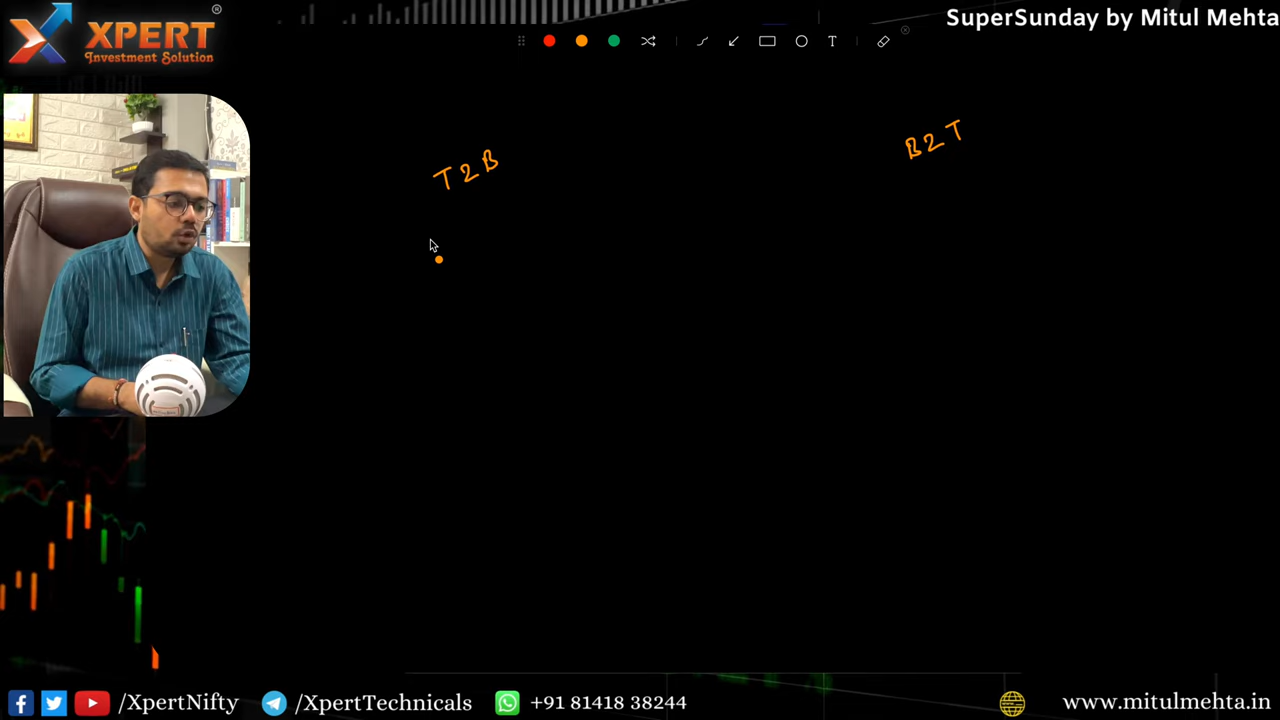 SuperSunday by Mitul Mehta
XPERT
Investment Solution
T
T2B
B2T
/XpertNifty
/XpertTechnicals
+91 81418 38244
www.mitulmehta.in